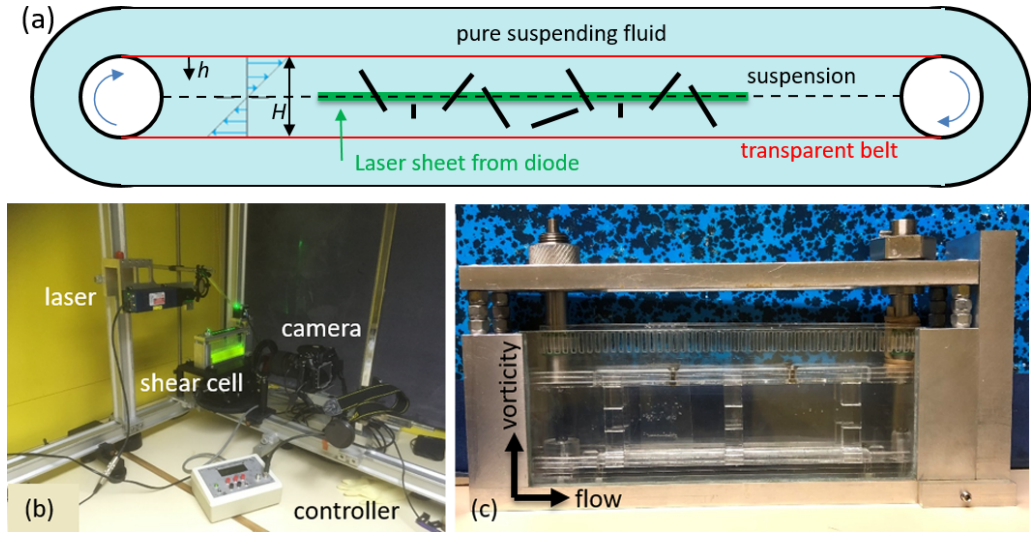 (a)
pure suspending fluid
h
H
suspension
Laser sheet from diode
transparent belt
laser
camera
shear cell
controller
(b)
vorticity
flow
(c)